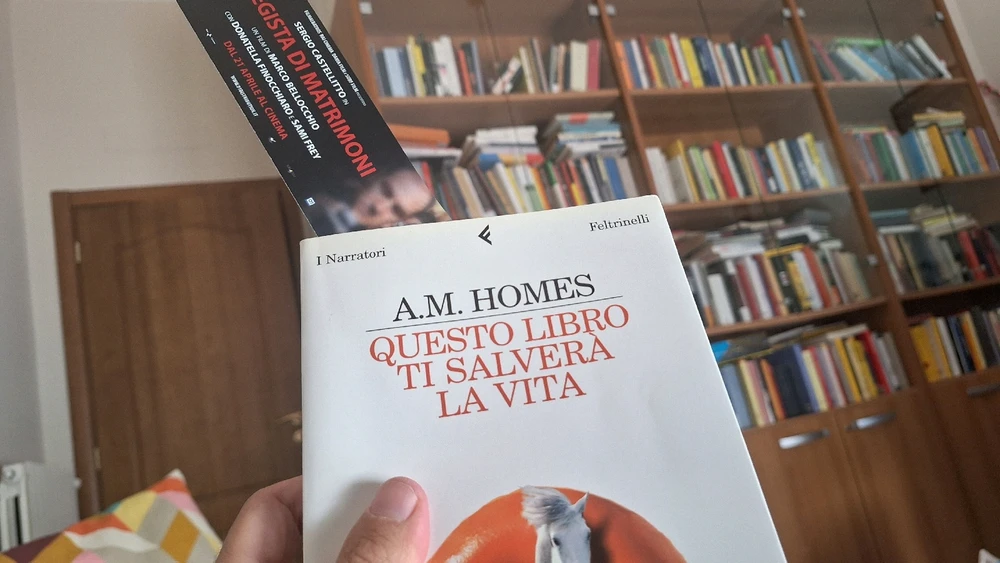 EGISTA DI MATRIMONI
SERGIO CASTELLITTO IN
UN FILM DI MARCO BELLOCCHIO
CON DONATELLA FINOCCHIARO E SAMI FREY
DAL 21 APRILE AL CINEMA
I Narratori
Feltrinelli
A.M. HOMES
QUESTO LIBRO
TI SALVERÀ
LA VITA